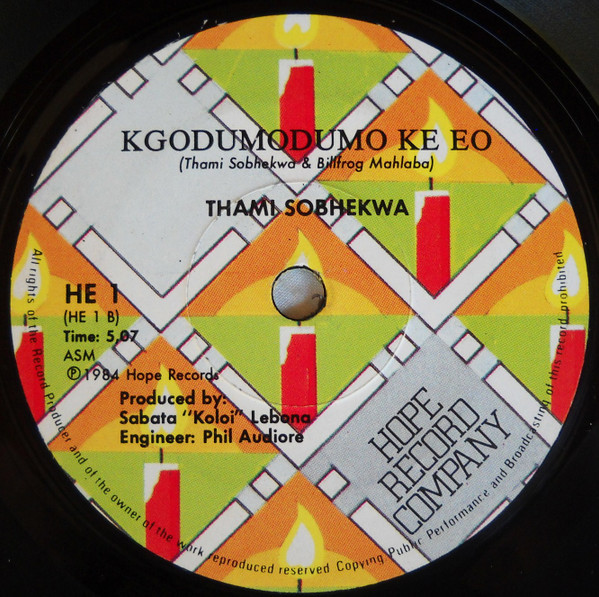 KGODUMODUMO KE EO
(Thami Sobhekwa & Billfrog Mahlaba)
THAMI SOBHEKWA
HE 1
(HE 1 B)
Time: 5,07
ASM
Ⓟ1984 Hope Records
Produced by:
Sabata "Koloi" Lebona
Engineer: Phil Audiore
HOPE
RECORD
COMPANY
All rights of the Record Producer and of the owner of the work reproduced reserved Copying Public Performance and Broadcasting of this record prohibited